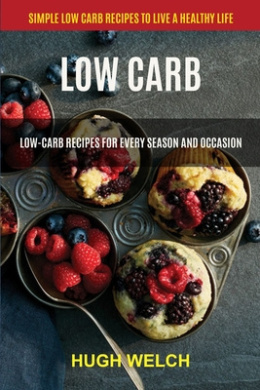 SIMPLE LOW CARB RECIPES TO LIVE A HEALTHY LIFE
LOW CARB
LOW-CARB RECIPES FOR EVERY SEASON AND OCCASION
HUGH WELCH